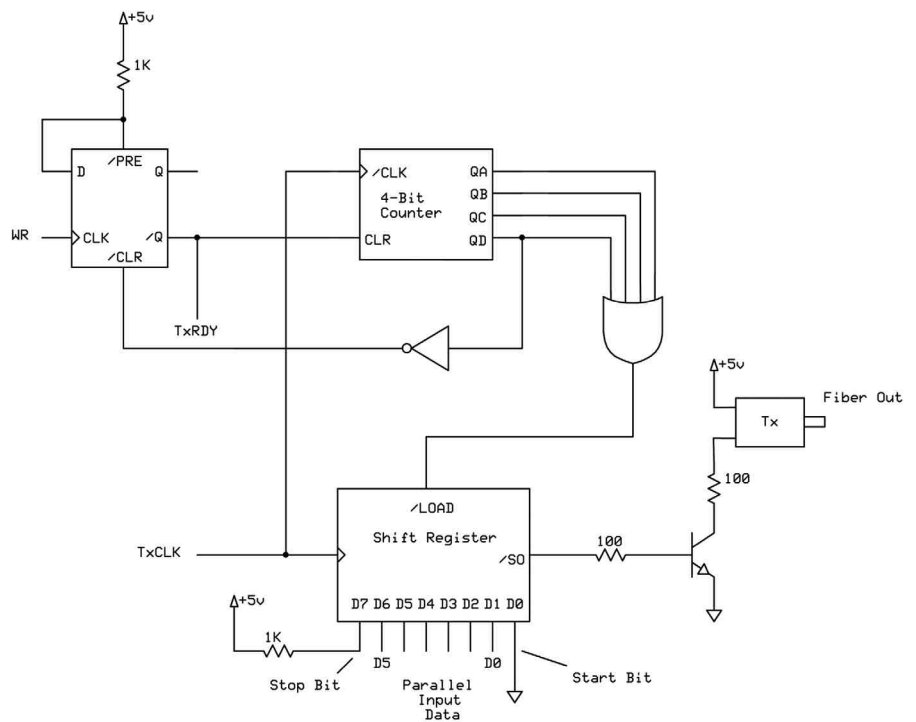 +5v
1K
/PRE
D
Q
WR
CLK
/Q
/CLR
TxRDY
/CLK
4-Bit
Counter
CLR
QA
QB
QC
QD
+5v
Fiber Out
Tx
100
/LOAD
Shift Register
TxCLK
/SO
100
D7 D6 D5 D4 D3 D2 D1 D0
+5v
1K
D5
D0
Stop Bit
Parallel
Input
Data
Start Bit